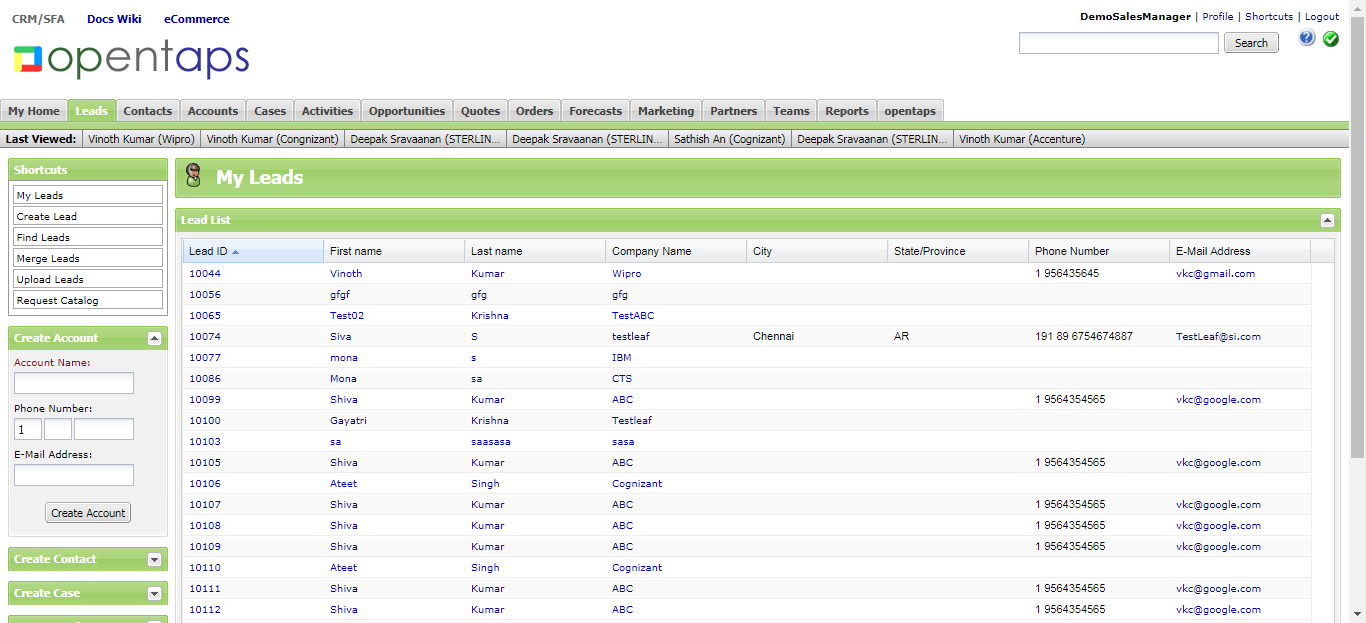 CRM/SFA Docs Wiki eCommerce
DemoSalesManager | Profile | Shortcuts | Logout
opentaps
Search
My Home Leads Contacts Accounts Cases Activities Opportunities Quotes Orders Forecasts Marketing Partners Teams Reports opentaps
Last Viewed: Vinoth Kumar (Wipro) Vinoth Kumar (Congnizant) Deepak Sravaanan (STERLIN... Deepak Sravaanan (STERLIN... Sathish An (Cognizant) Deepak Sravaanan (STERLIN... Vinoth Kumar (Accenture)
Shortcuts
My Leads
Create Lead
Find Leads
Merge Leads
Upload Leads
Request Catalog
Create Account
Account Name:
Phone Number:
1
E-Mail Address:
Create Account
Create Contact
Create Case
My Leads
Lead List
Lead ID First name Last name Company Name City State/Province Phone Number E-Mail Address
10044 Vinoth Kumar Wipro 1 956435645 vkc@gmail.com
10056 gfgf gfg gfg
10065 Test02 Krishna TestABC
10074 Siva S testleaf Chennai AR 191 89 6754674887 TestLeaf@si.com
10077 mona s IBM
10086 Mona sa CTS
10099 Shiva Kumar ABC 1 9564354565 vkc@google.com
10100 Gayatri Krishna Testleaf
10103 sa saasasa sasa
10105 Shiva Kumar ABC 1 9564354565 vkc@google.com
10106 Ateet Singh Cognizant
10107 Shiva Kumar ABC 1 9564354565 vkc@google.com
10108 Shiva Kumar ABC 1 9564354565 vkc@google.com
10109 Shiva Kumar ABC 1 9564354565 vkc@google.com
10110 Ateet Singh Cognizant
10111 Shiva Kumar ABC 1 9564354565 vkc@google.com
10112 Shiva Kumar ABC 1 9564354565 vkc@google.com